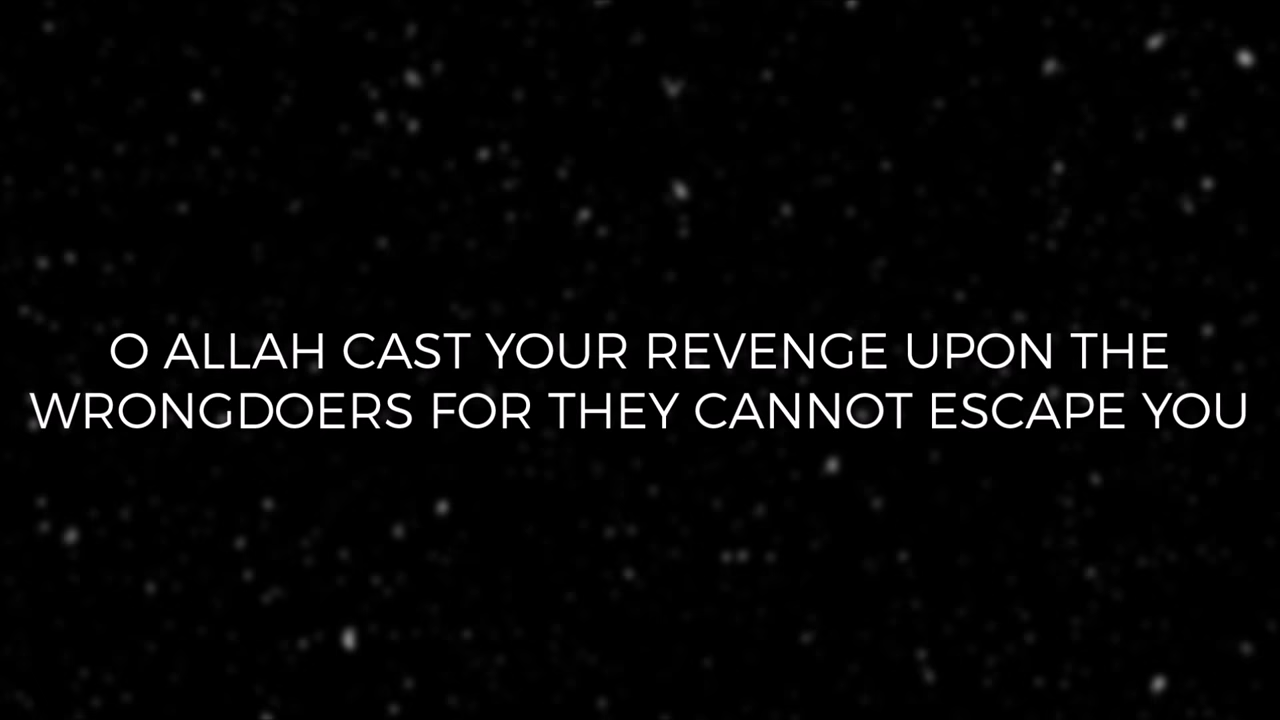 O ALLAH CAST YOUR REVENGE UPON THE
WRONGDOERS FOR THEY CANNOT ESCAPE YOU